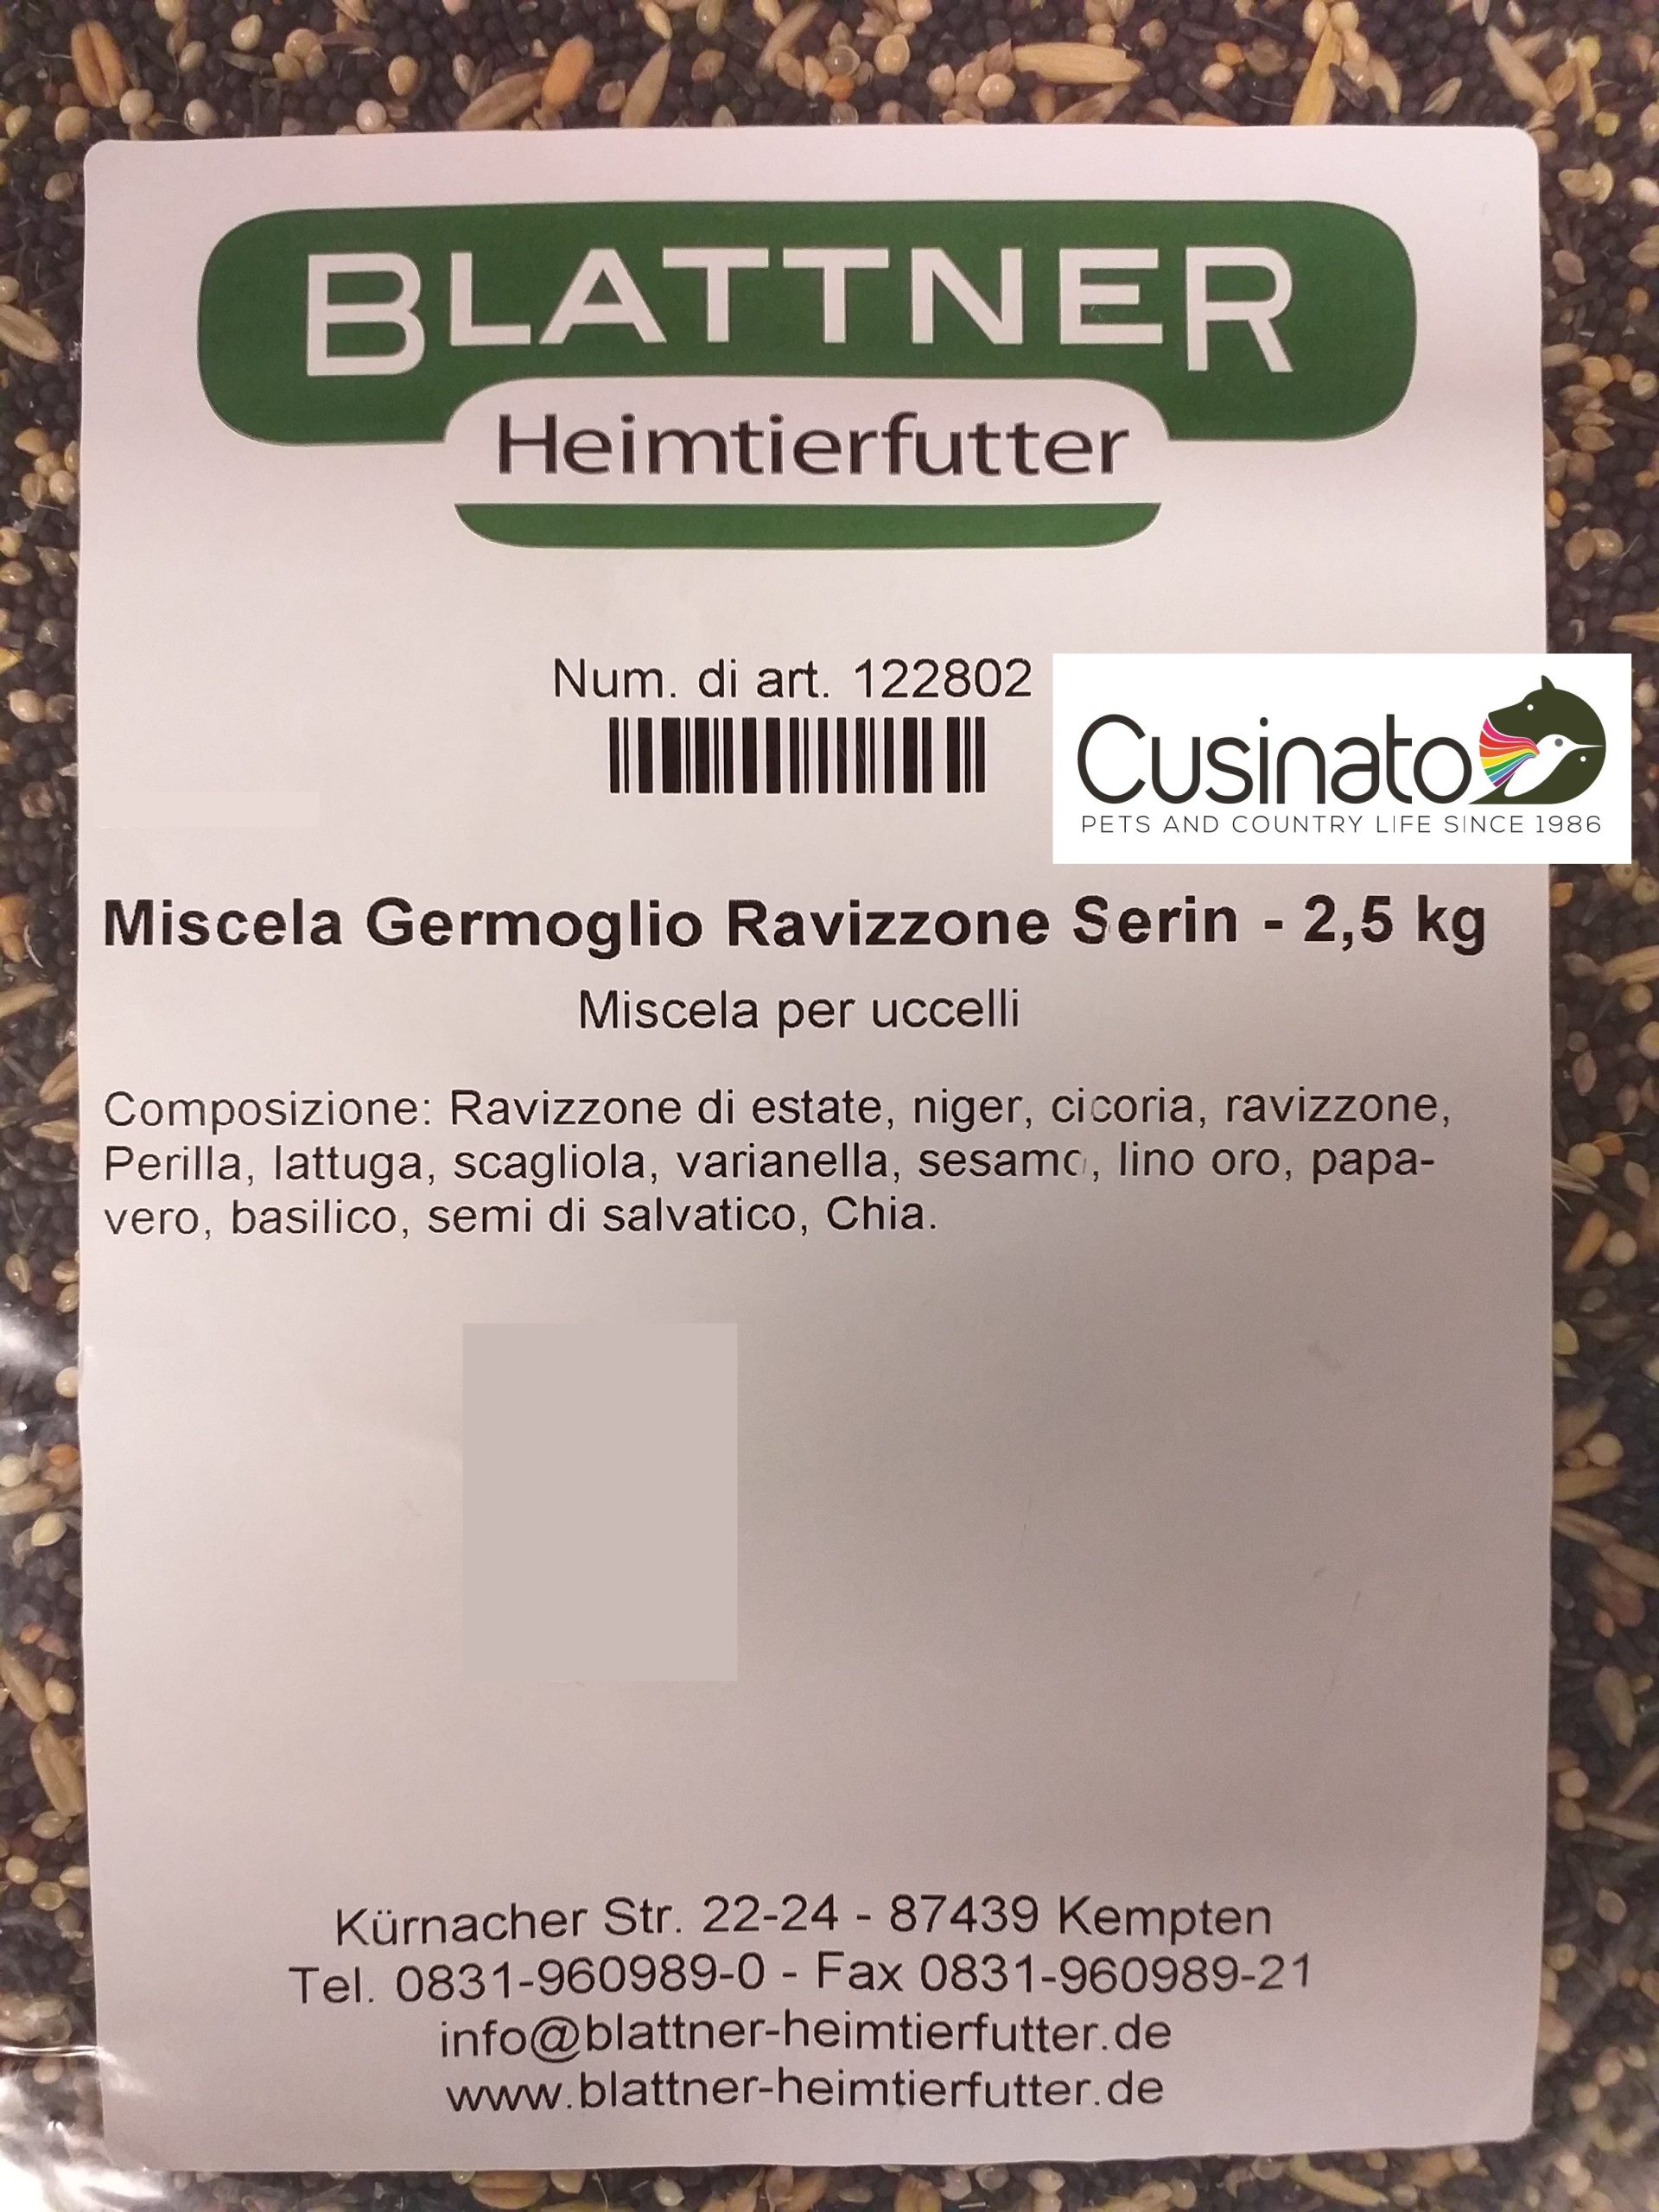 BLATTNER
Heimtierfutter
Num. di art. 122802
Cusinato
PETS AND COUNTRY LIFE SINCE 1986
Miscela Germoglio Ravizzone Serin - 2,5 kg
Miscela per uccelli
Composizione: Ravizzone di estate, niger, cicoria, ravizzone,
Perilla, lattuga, scagliola, varianella, sesamo, lino oro, papa-
vero, basilico, semi di salvatico, Chia.
Kürnacher Str. 22-24 - 87439 Kempten
Tel. 0831-960989-0 - Fax 0831-960989-21
info@blattner-heimtierfutter.de
www.blattner-heimtierfutter.de